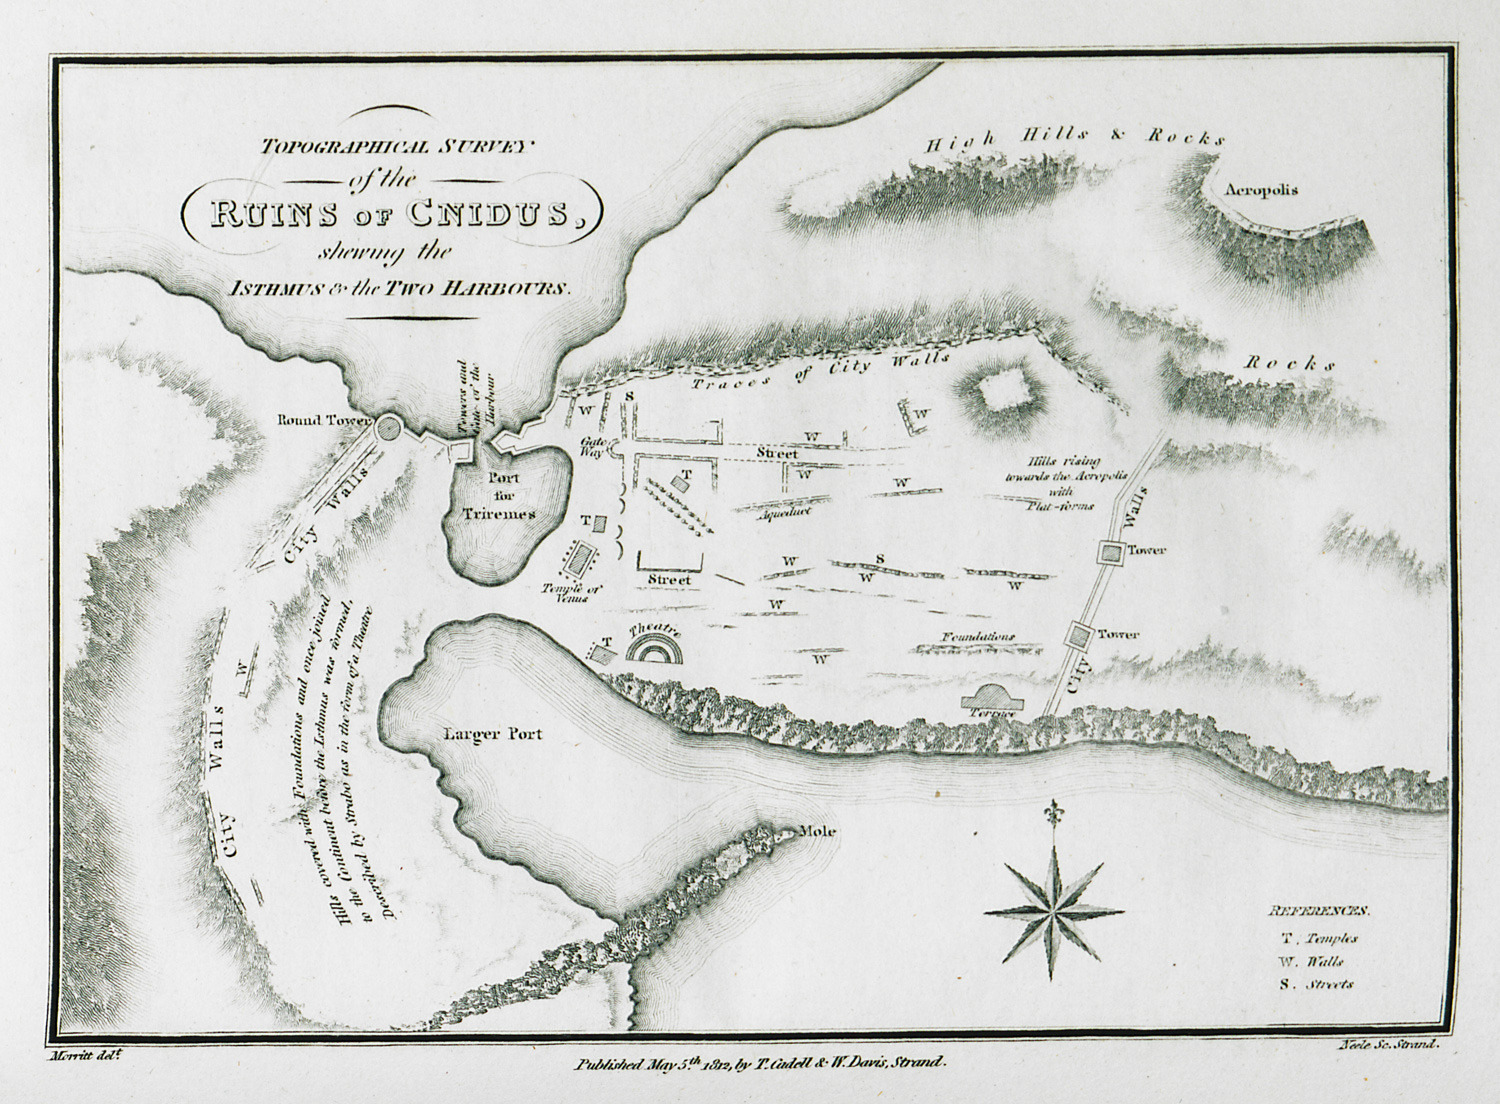 TOPOGRAPHICAL SURVEY
of the
RUINS OF CNIDUS,
shewing the
ISTHMUS & the TWO HARBOURS.
High Hills & Rocks
Acropolis
Rocks
Traces of City Walls
Towers and
Gate of the
Harbour
Round Tower
City Walls
Port
for
Triremes
Gate
Way
W
S
W
W
Street
W
T
W
Aqueduct
Hills rising
towards the Acropolis
with
Plat-forms
Walls
Tower
Tower
City
T
Temple of
Venus
Street
W
S
W
W
W
T
Theatre
W
Foundations
Terrace
W
City Walls
Hills covered with Foundations and once joined
to the Continent before the Isthmus was formed,
Described by Strabo as in the form of a Theatre
Larger Port
Mole
REFERENCES.
T. Temples
W. Walls
S. Streets
Morritt delt.
Published May 5th 1812, by T. Cadell & W. Davis, Strand.
Neele Sc. Strand.